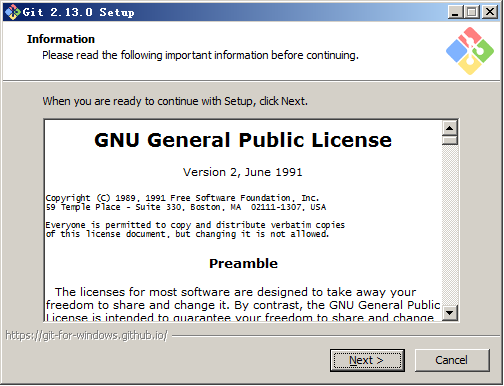 Git 2.13.0 Setup
Information
Please read the following important information before continuing.
When you are ready to continue with Setup, click Next.
GNU General Public License
Version 2, June 1991
Copyright (C) 1989, 1991 Free Software Foundation, Inc.
59 Temple Place - Suite 330, Boston, MA  02111-1307, USA
Everyone is permitted to copy and distribute verbatim copies
of this license document, but changing it is not allowed.
Preamble
The licenses for most software are designed to take away your
freedom to share and change it. By contrast, the GNU General Public
License is intended to guarantee your freedom to share and change
https://git-for-windows.github.io/
Next >
Cancel